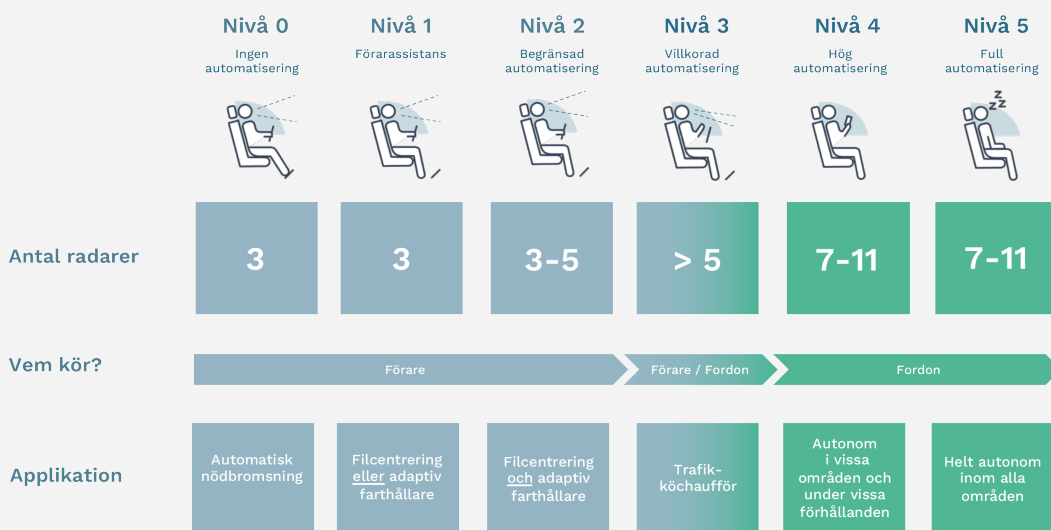 Nivå 0
Nivå 1
Nivå 2
Nivå 3
Nivå 4
Nivå 5
Ingen
automatisering
Förarassistans
Begränsad
automatisering
Villkorad
automatisering
Hög
automatisering
Full
automatisering
z z z
Antal radarer
3
3
3-5
> 5
7-11
7-11
Vem kör?
Förare
Förare / Fordon
Fordon
Applikation
Automatisk
nödbromsning
Filcentrering
eller adaptiv
farthållare
Filcentrering
och adaptiv
farthållare
Trafik-
köchaufför
Autonom
i vissa
områden och
under vissa
förhållanden
Helt autonom
inom alla
områden